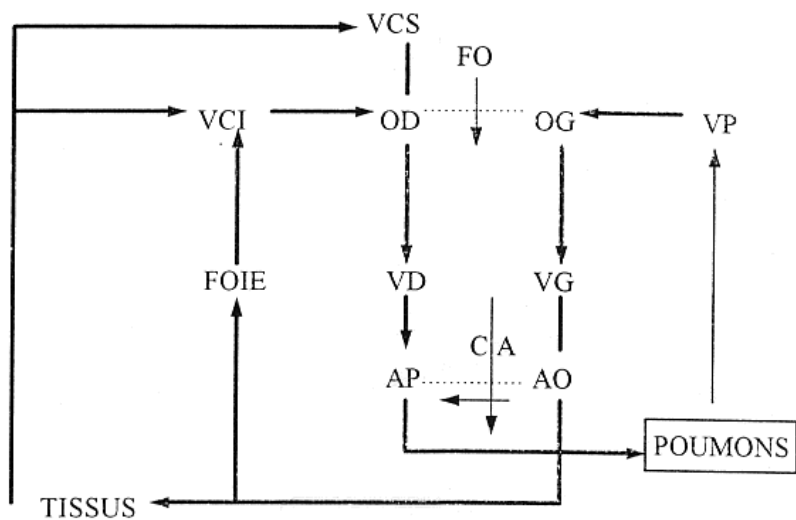 VCS
FO
VCI
OD
OG
VP
FOIE
VD
VG
C A
AP
AO
POUMONS
TISSUS